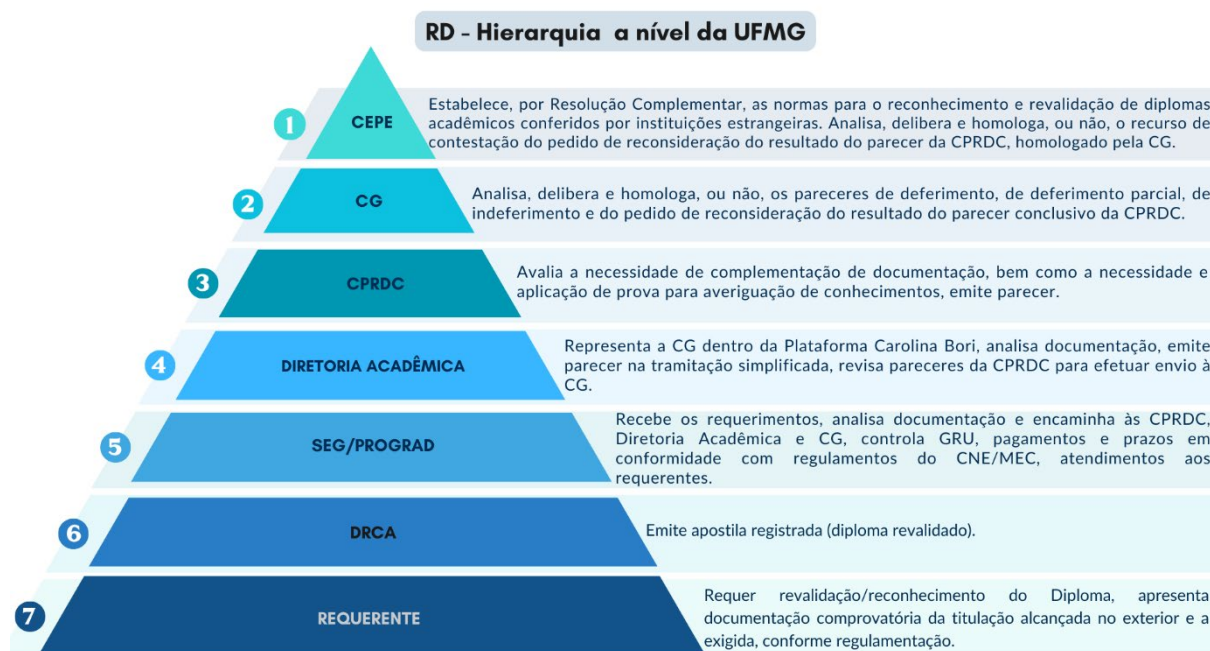 RD - Hierarquia a nível da UFMG
1
CEPE
Estabelece, por Resolução Complementar, as normas para o reconhecimento e revalidação de diplomas
acadêmicos conferidos por instituições estrangeiras. Analisa, delibera e homologa, ou não, o recurso de
contestação do pedido de reconsideração do resultado do parecer da CPRDC, homologado pela CG.
2
CG
Analisa, delibera e homologa, ou não, os pareceres de deferimento, de deferimento parcial, de
indeferimento e do pedido de reconsideração do resultado do parecer conclusivo da CPRDC.
3
CPRDC
Avalia a necessidade de complementação de documentação, bem como a necessidade e
aplicação de prova para averiguação de conhecimentos, emite parecer.
4
DIRETORIA ACADÊMICA
Representa a CG dentro da Plataforma Carolina Bori, analisa documentação, emite
parecer na tramitação simplificada, revisa pareceres da CPRDC para efetuar envio à
CG.
5
SEG/PROGRAD
Recebe os requerimentos, analisa documentação e encaminha às CPRDC,
Diretoria Acadêmica e CG, controla GRU, pagamentos e prazos em
conformidade com regulamentos do CNE/MEC, atendimentos aos
requerentes.
6
DRCA
Emite apostila registrada (diploma revalidado).
7
REQUERENTE
Requer revalidação/reconhecimento do Diploma, apresenta
documentação comprovatória da titulação alcançada no exterior e a
exigida, conforme regulamentação.